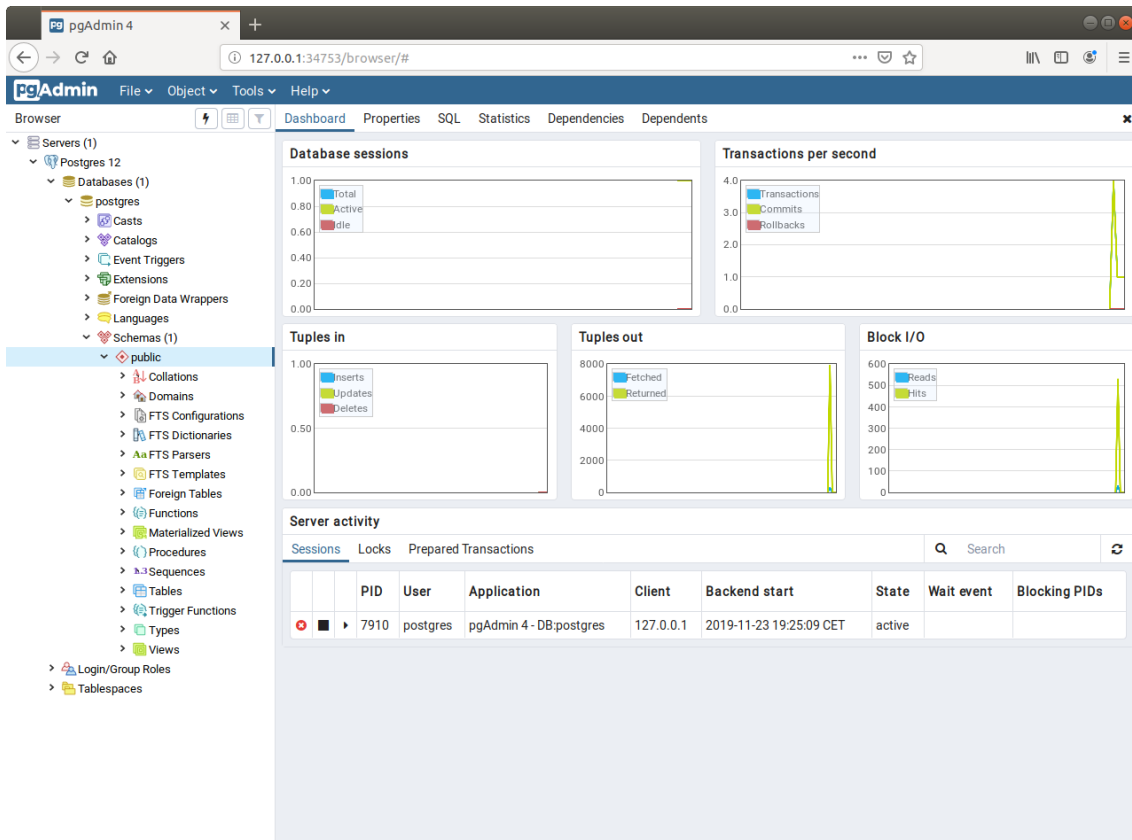 pgAdmin 4
127.0.0.1:34753/browser/#
pgAdmin File Object Tools Help
Browser
Dashboard Properties SQL Statistics Dependencies Dependents
Servers (1)
Postgres 12
Databases (1)
postgres
Casts
Catalogs
Event Triggers
Extensions
Foreign Data Wrappers
Languages
Schemas (1)
public
Collations
Domains
FTS Configurations
FTS Dictionaries
FTS Parsers
FTS Templates
Foreign Tables
Functions
Materialized Views
Procedures
Sequences
Tables
Trigger Functions
Types
Views
Login/Group Roles
Tablespaces
Database sessions
1.00
0.80
0.60
0.40
0.20
0.00
Total
Active
Idle
Transactions per second
4.0
3.0
2.0
1.0
0.0
Transactions
Commits
Rollbacks
Tuples in
1.00
0.50
0.00
Inserts
Updates
Deletes
Tuples out
8000
6000
4000
2000
0
Fetched
Returned
Block I/O
600
500
400
300
200
100
0
Reads
Hits
Server activity
Sessions Locks Prepared Transactions Search
PID User Application Client Backend start State Wait event Blocking PIDs
7910 postgres pgAdmin 4 - DB:postgres 127.0.0.1 2019-11-23 19:25:09 CET active